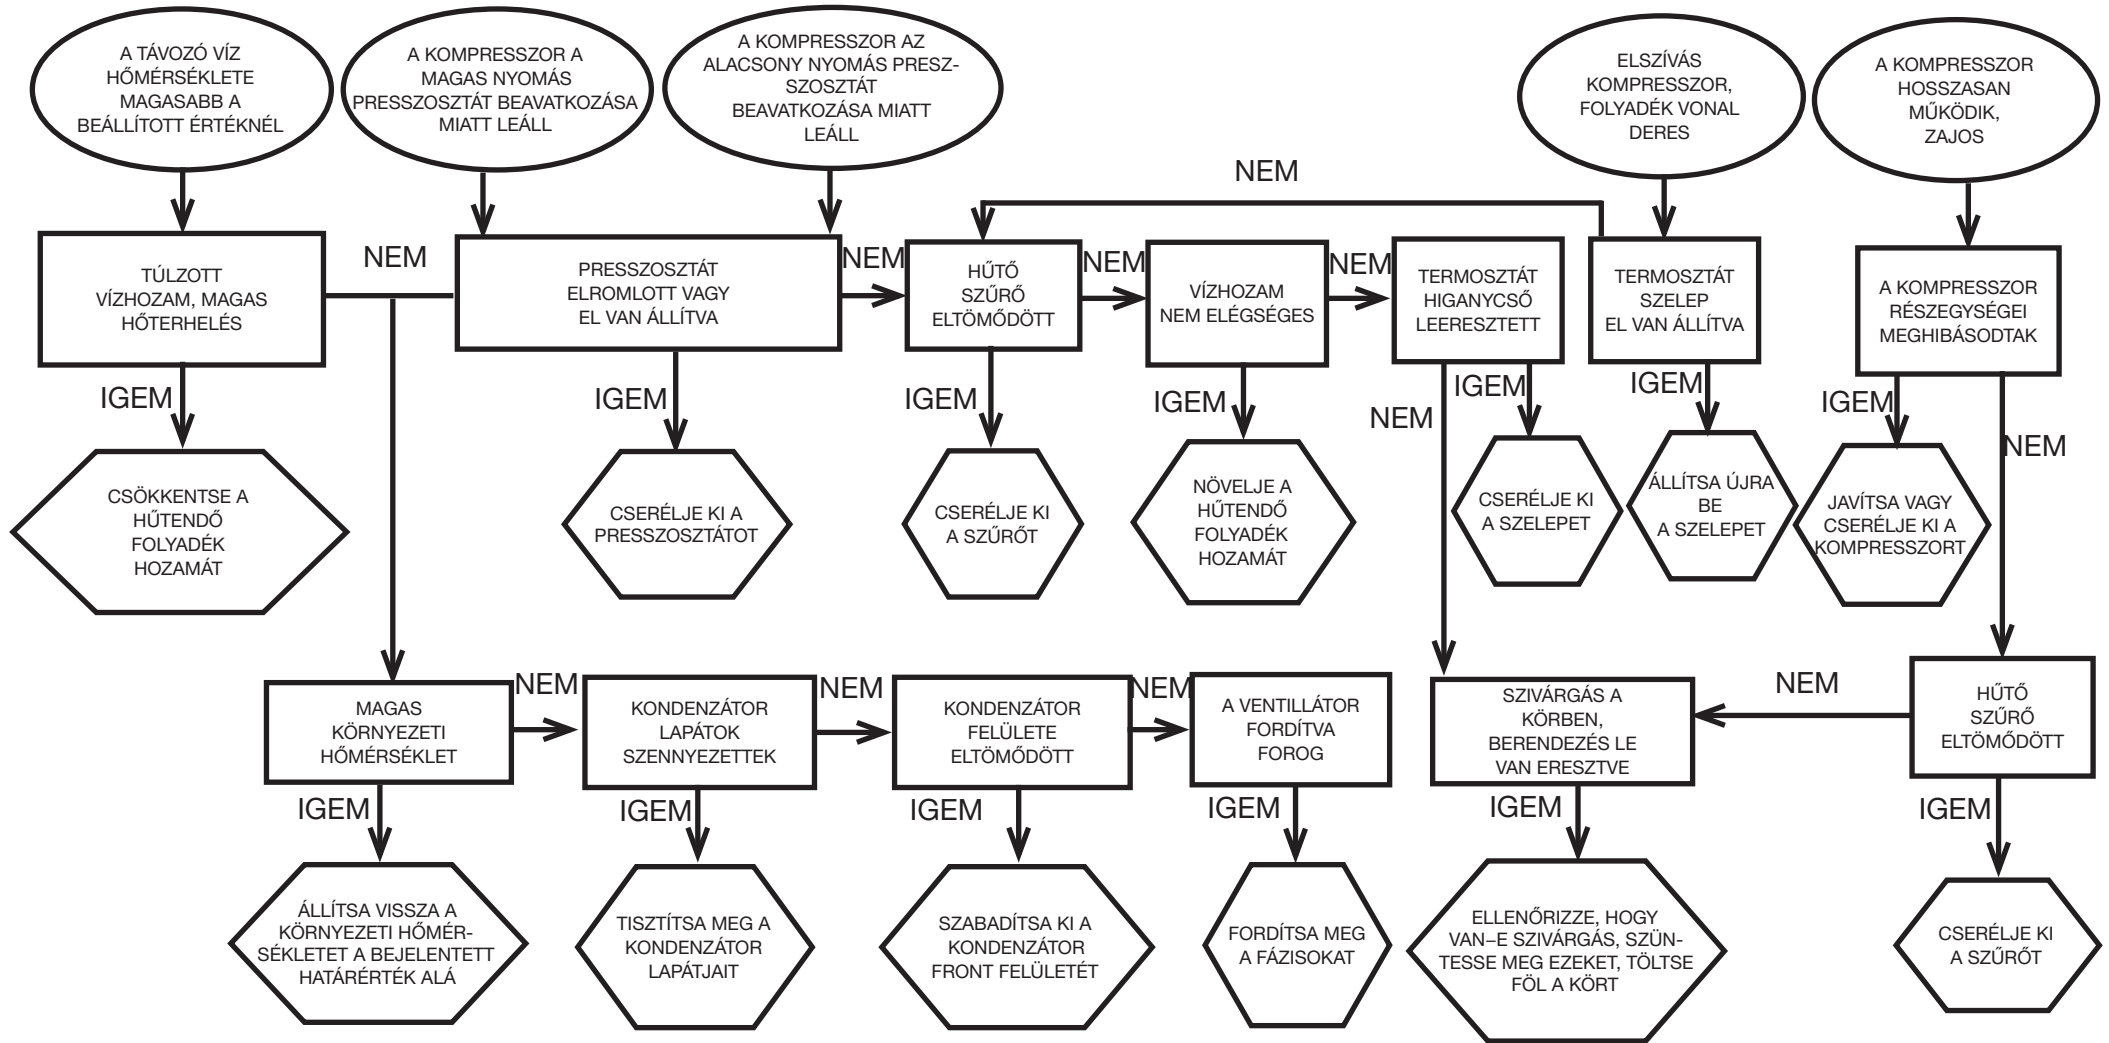 A TÁVOZÓ VÍZ
HŐMÉRSÉKLETE
MAGASABB A
BEÁLLÍTOTT ÉRTÉKNÉL
A KOMPRESSZOR A
MAGAS NYOMÁS
PRESSZOSZTÁT BEAVATKOZÁSA
MIATT LEÁLL
A KOMPRESSZOR AZ
ALACSONY NYOMÁS PRESZ-
SZOSZTÁT
BEAVATKOZÁSA MIATT
LEÁLL
ELSZÍVÁS
KOMPRESSZOR,
FOLYADÉK VONAL
DERES
A KOMPRESSZOR
HOSSZASAN
MŰKÖDIK,
ZAJOS
NEM
TÚLZOTT
VÍZHOZAM, MAGAS
HŐTERHELÉS
NEM
PRESSZOSZTÁT
ELROMLOTT VAGY
EL VAN ÁLLÍTVA
NEM
HŰTŐ
SZŰRŐ
ELTÖMŐDÖTT
NEM
VÍZHOZAM
NEM ELÉGSÉGES
NEM
TERMOSZTÁT
HIGANYCSŐ
LEERESZTETT
TERMOSZTÁT
SZELEP
EL VAN ÁLLÍTVA
A KOMPRESSZOR
RÉSZEGYSÉGEI
MEGHIBÁSODTAK
IGEM
IGEM
IGEM
IGEM
NEM
IGEM
IGEM
IGEM
NEM
CSÖKKENTSE A
HŰTENDŐ
FOLYADÉK
HOZAMÁT
CSERÉLJE KI A
PRESSZOSZTÁTOT
CSERÉLJE KI
A SZŰRŐT
NÖVELJE A
HŰTENDŐ
FOLYADÉK
HOZAMÁT
CSERÉLJE KI
A SZELEPET
ÁLLÍTSA ÚJRA
BE
A SZELEPET
JAVÍTSA VAGY
CSERÉLJE KI A
KOMPRESSZORT
MAGAS
KÖRNYEZETI
HŐMÉRSÉKLET
NEM
KONDENZÁTOR
LAPÁTOK
SZENNYEZETTEK
NEM
KONDENZÁTOR
FELÜLETE
ELTÖMŐDÖTT
NEM
A VENTILLÁTOR
FORDÍTVA
FOROG
SZIVÁRGÁS A
KÖRBEN,
BERENDEZÉS LE
VAN ERESZTVE
NEM
HŰTŐ
SZŰRŐ
ELTÖMŐDÖTT
IGEM
IGEM
IGEM
IGEM
IGEM
IGEM
ÁLLÍTSA VISSZA A
KÖRNYEZETI HŐMÉR-
SÉKLETET A BEJELENTETT
HATÁRÉRTÉK ALÁ
TISZTÍTSA MEG A
KONDENZÁTOR
LAPÁTJAIT
SZABADÍTSA KI A
KONDENZÁTOR
FRONT FELÜLETÉT
FORDÍTSA MEG
A FÁZISOKAT
ELLENŐRIZZE, HOGY
VAN–E SZIVÁRGÁS, SZÜN-
TESSE MEG EZEKET, TÖLTSE
FÖL A KÖRT
CSERÉLJE KI
A SZŰRŐT